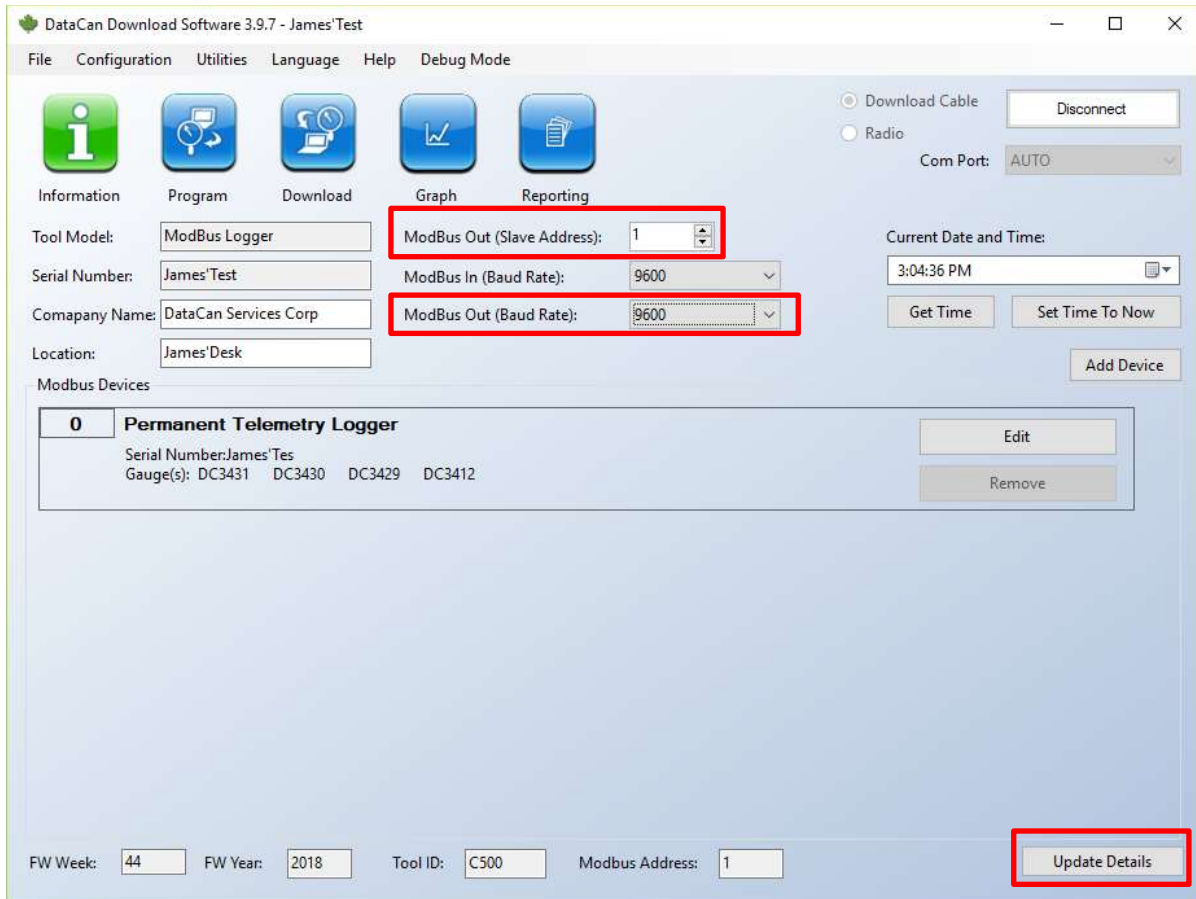 DataCan Download Software 3.9.7 - James'Test
File Configuration Utilities Language Help Debug Mode
Download Cable
Disconnect
Radio
Com Port: AUTO
Information Program Download Graph Reporting
Tool Model: ModBus Logger ModBus Out (Slave Address): 1 Current Date and Time:
Serial Number: James'Test ModBus In (Baud Rate): 9600 3:04:36 PM
Comapany Name: DataCan Services Corp ModBus Out (Baud Rate): 9600 Get Time Set Time To Now
Location: James'Desk
Add Device
Modbus Devices
0 Permanent Telemetry Logger
Edit
Serial Number:James'Tes
Gauge(s): DC3431 DC3430 DC3429 DC3412
Remove
FW Week: 44 FW Year: 2018 Tool ID: C500 Modbus Address: 1 Update Details